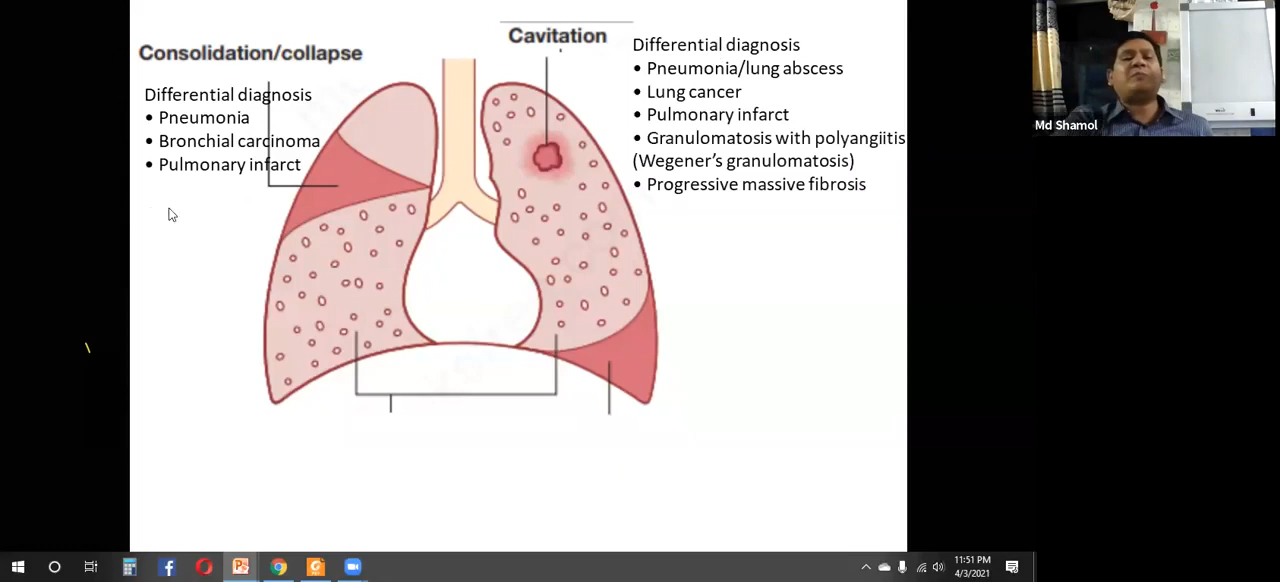 Consolidation/collapse
Differential diagnosis
• Pneumonia
• Bronchial carcinoma
• Pulmonary infarct
Cavitation
Differential diagnosis
• Pneumonia/lung abscess
• Lung cancer
• Pulmonary infarct
• Granulomatosis with polyangiitis
(Wegener's granulomatosis)
• Progressive massive fibrosis
Md Shamol
11:51 PM
4/3/2021